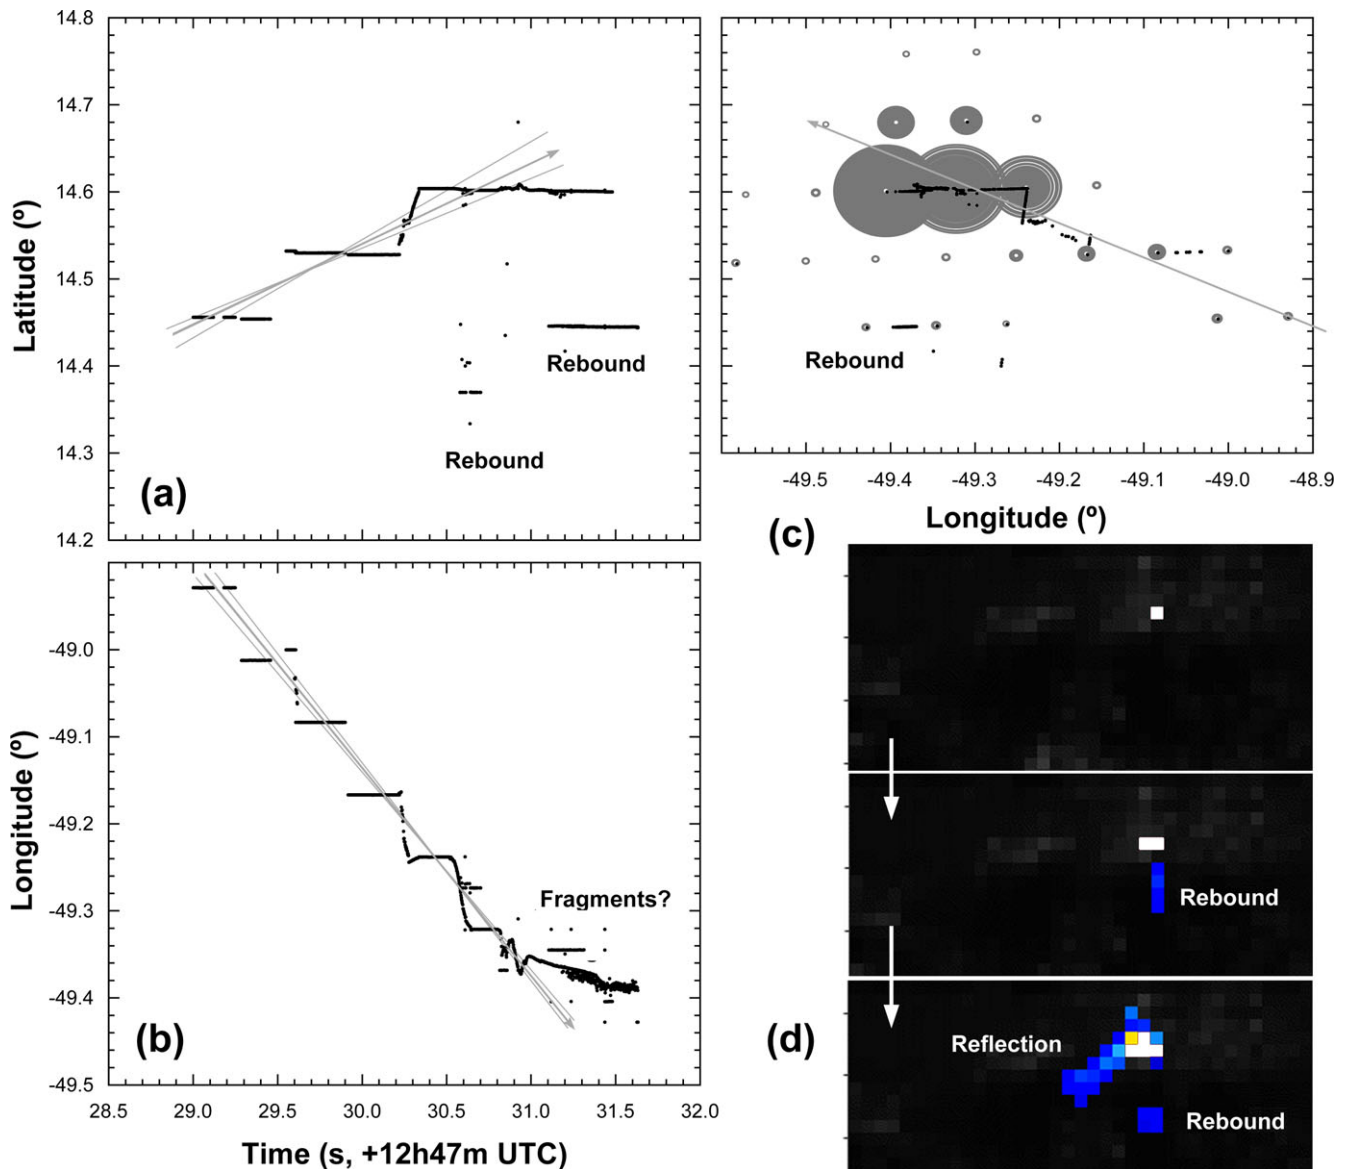 14.8
14.7
14.6
14.5
14.4
14.3
14.2
Latitude (º)
Rebound
Rebound
(a)
Rebound
-49.5
-49.4
-49.3
-49.2
-49.1
-49.0
-48.9
Longitude (º)
(c)
-49.0
-49.1
-49.2
-49.3
-49.4
-49.5
Longitude (º)
Fragments?
(b)
28.5
29.0
29.5
30.0
30.5
31.0
31.5
32.0
Time (s, +12h47m UTC)
Rebound
Reflection
(d)
Rebound